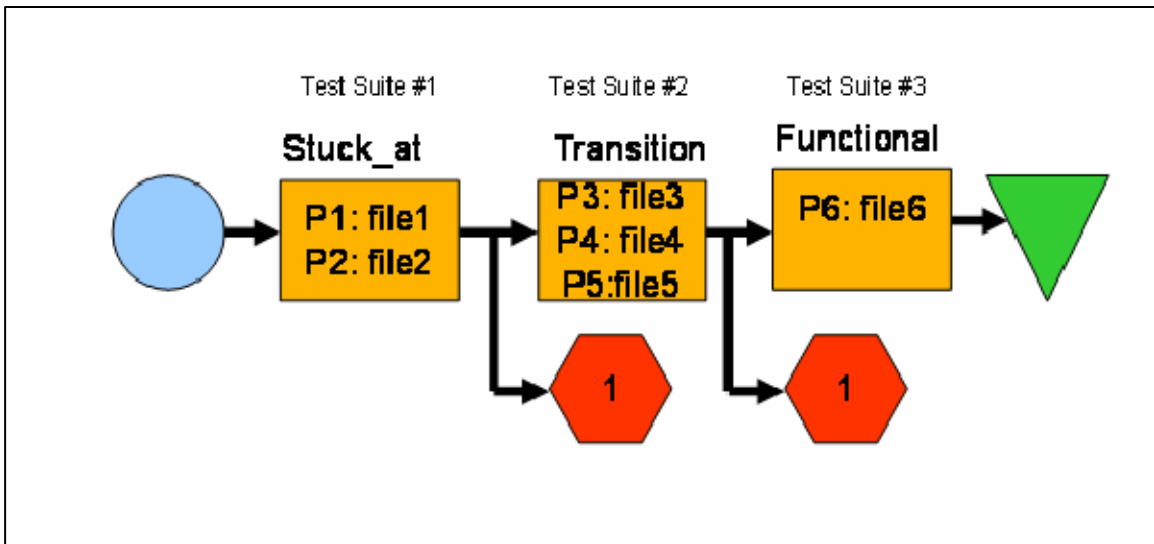 Test Suite #1
Test Suite #2
Test Suite #3
Stuck_at
Transition
Functional
P1: file1
P2: file2
P3: file3
P4: file4
P5:file5
P6: file6
1
1